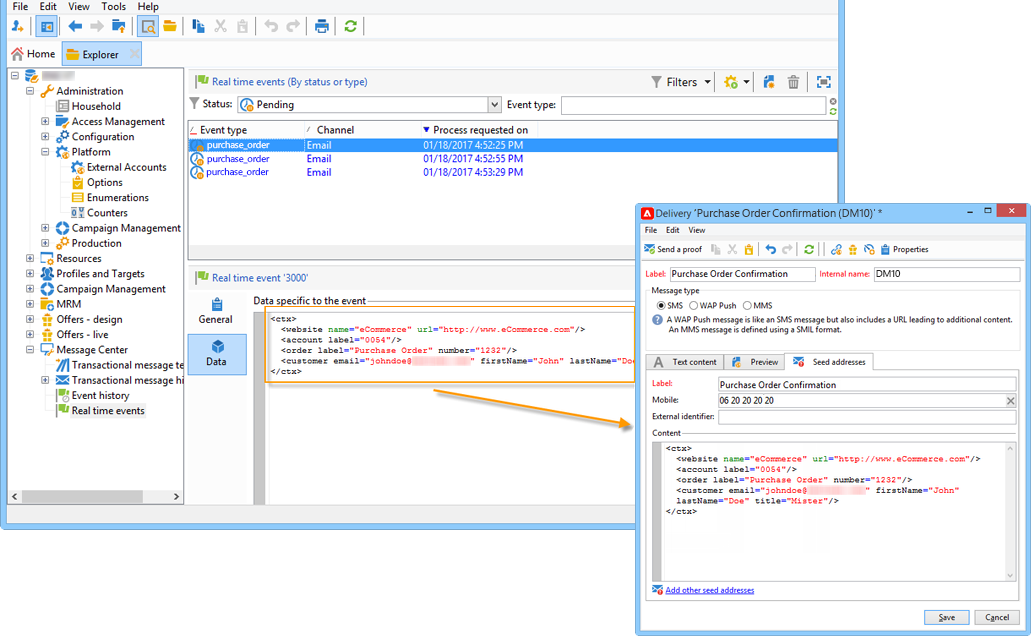 File Edit View Tools Help
Home Explorer
Administration
Household
Access Management
Configuration
Platform
External Accounts
Options
Enumerations
Counters
Campaign Management
Production
Resources
Profiles and Targets
Campaign Management
MRM
Offers - design
Offers - live
Message Center
Transactional message te
Transactional message hi
Event history
Real time events
Real time events (By status or type)
Filters
Status: Pending Event type:
Event type Channel Process requested on
purchase_order Email 01/18/2017 4:52:25 PM
purchase_order Email 01/18/2017 4:52:55 PM
purchase_order Email 01/18/2017 4:53:29 PM
Real time event '3000'
General
Data
Data specific to the event
<ctx>
<website name="eCommerce" url="http://www.eCommerce.com"/>
<account label="0054"/>
<order label="Purchase Order" number="1232"/>
<customer email="johndoe@ " firstName="John" lastName="Doe
</ctx>
Delivery 'Purchase Order Confirmation (DM10)' *
File Edit View
Send a proof Properties
Label: Purchase Order Confirmation Internal name: DM10
Message type
SMS WAP Push MMS
A WAP Push message is like an SMS message but also includes a URL leading to additional content.
An MMS message is defined using a SMIL format.
Text content Preview Seed addresses
Label: Purchase Order Confirmation
Mobile: 06 20 20 20 20
External identifier:
Content
<ctx>
<website name="eCommerce" url="http://www.eCommerce.com"/>
<account label="0054"/>
<order label="Purchase Order" number="1232"/>
<customer email="johndoe@ " firstName="John"
lastName="Doe" title="Mister"/>
</ctx>
Add other seed addresses
Save Cancel